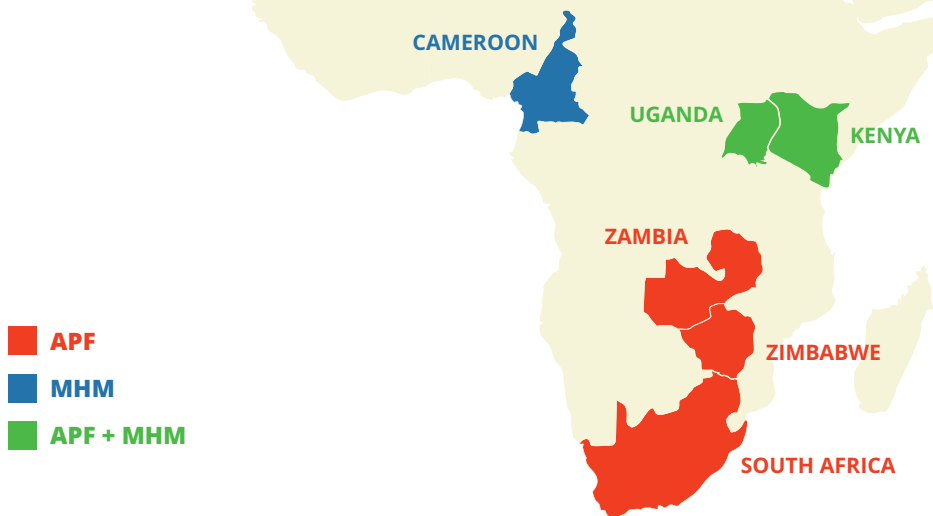 CAMEROON
UGANDA
KENYA
ZAMBIA
ZIMBABWE
SOUTH AFRICA
APF
MHM
APF + MHM